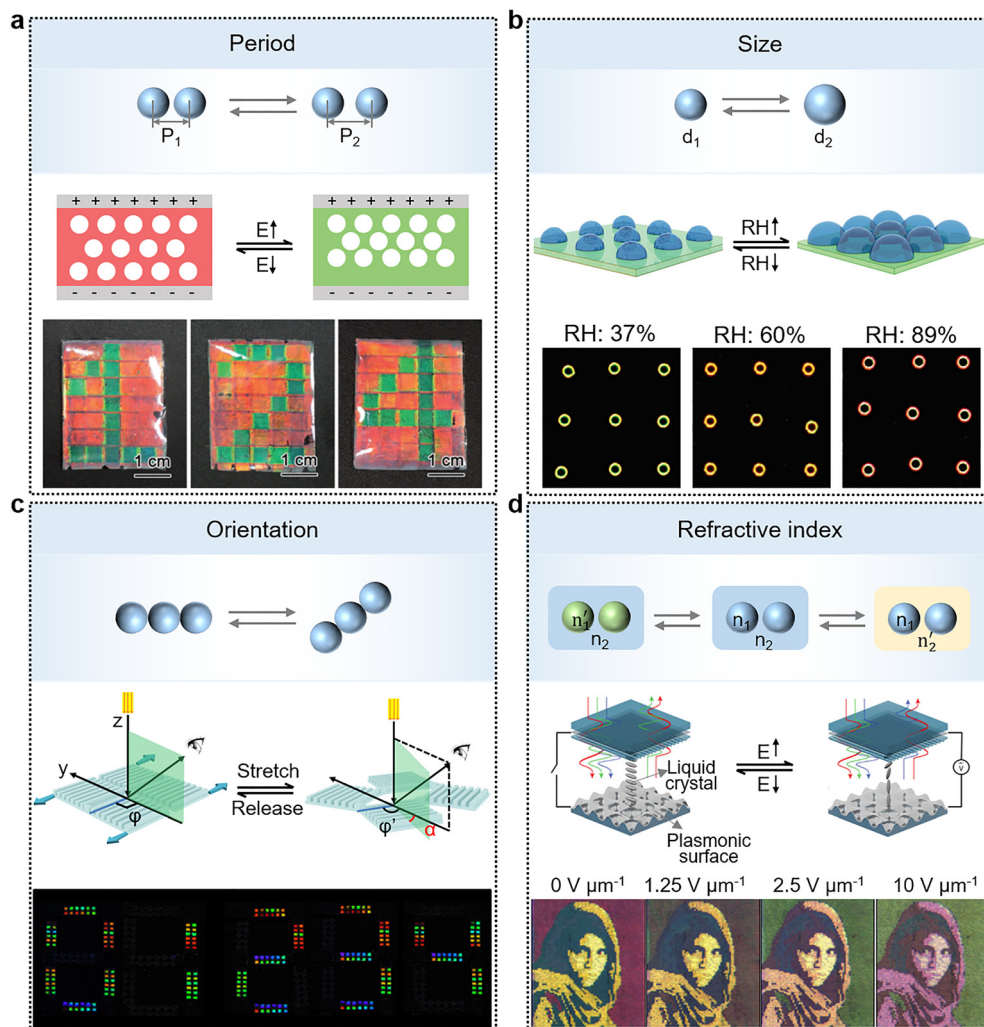 a
Period
P₁
P₂
+ + + + + + +
+ + + + + + +
E↑
E↓
- - - - - - -
- - - - - - -
1 cm
1 cm
1 cm
b
Size
d₁
d₂
RH↑
RH↓
RH: 37%
RH: 60%
RH: 89%
c
Orientation
z
y
φ
Stretch
Release
φ'
α
d
Refractive index
n₁'
n₂
n₁
n₂
n₁
n₂'
E↑
E↓
Liquid
crystal
Plasmonic
surface
V
0 V μm⁻¹
1.25 V μm⁻¹
2.5 V μm⁻¹
10 V μm⁻¹